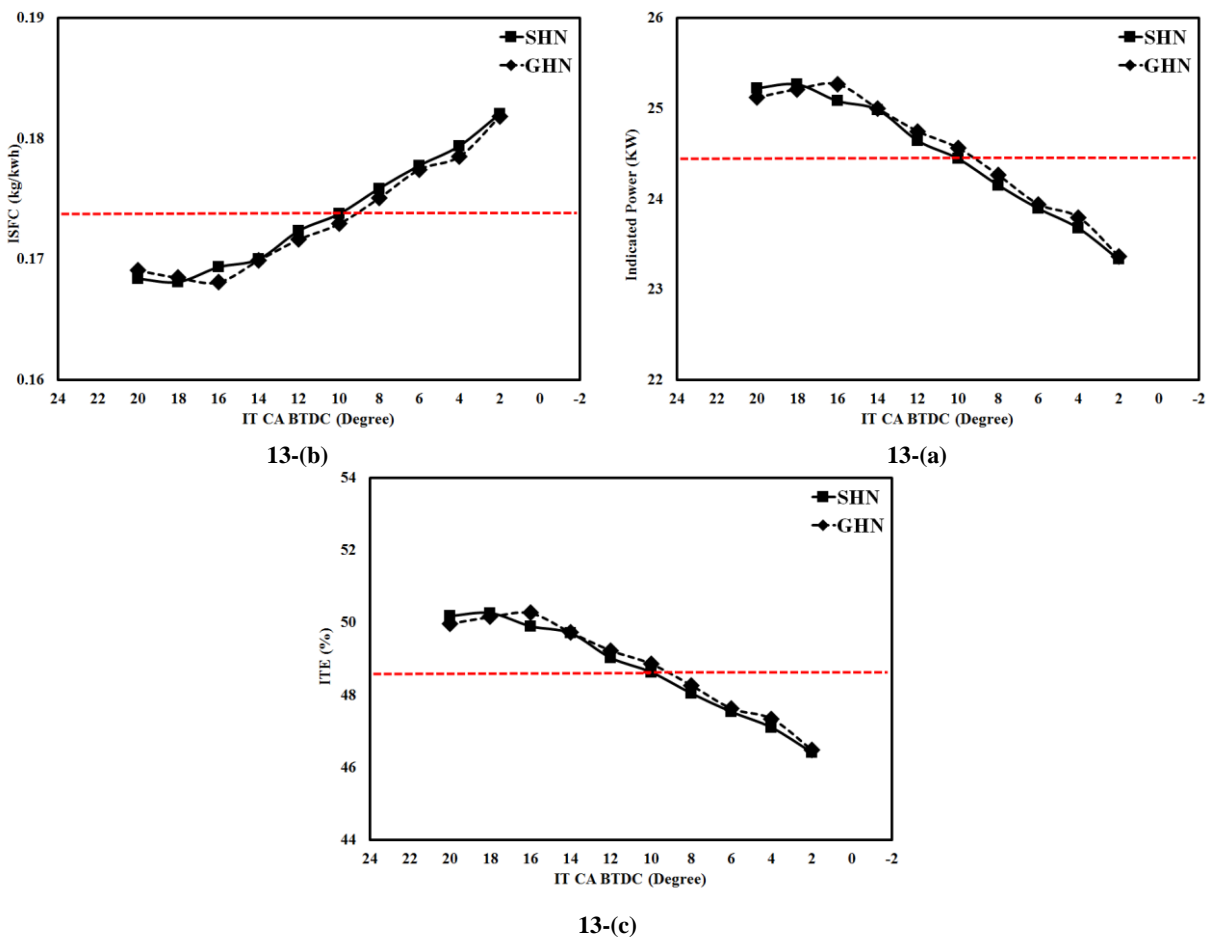 0.19
0.18
0.17
0.16
ISFC (kg/kwh)
SHN
GHN
24 22 20 18 16 14 12 10 8 6 4 2 0 -2
IT CA BTDC (Degree)
13-(b)
26
25
24
23
22
Indicated Power (KW)
SHN
GHN
24 22 20 18 16 14 12 10 8 6 4 2 0 -2
IT CA BTDC (Degree)
13-(a)
54
52
50
48
46
44
ITE (%)
SHN
GHN
24 22 20 18 16 14 12 10 8 6 4 2 0 -2
IT CA BTDC (Degree)
13-(c)